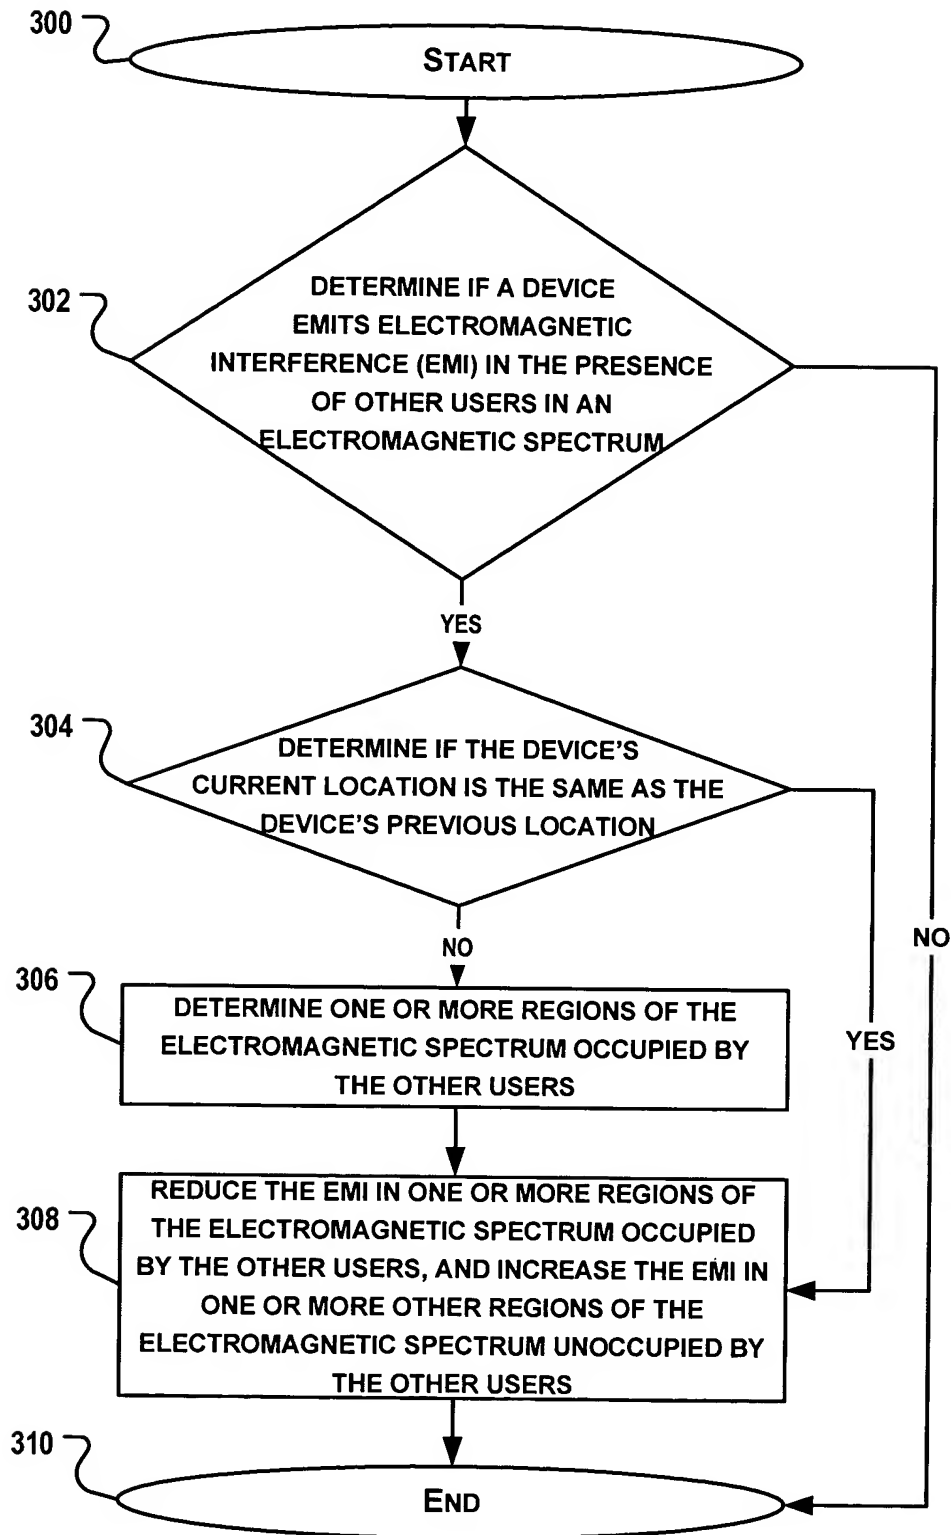 300
START
302
DETERMINE IF A DEVICE
EMITS ELECTROMAGNETIC
INTERFERENCE (EMI) IN THE PRESENCE
OF OTHER USERS IN AN
ELECTROMAGNETIC SPECTRUM
YES
304
DETERMINE IF THE DEVICE'S
CURRENT LOCATION IS THE SAME AS THE
DEVICE'S PREVIOUS LOCATION
NO
NO
306
DETERMINE ONE OR MORE REGIONS OF THE
ELECTROMAGNETIC SPECTRUM OCCUPIED BY
THE OTHER USERS
YES
308
REDUCE THE EMI IN ONE OR MORE REGIONS OF
THE ELECTROMAGNETIC SPECTRUM OCCUPIED
BY THE OTHER USERS, AND INCREASE THE EMI IN
ONE OR MORE OTHER REGIONS OF THE
ELECTROMAGNETIC SPECTRUM UNOCCUPIED BY
THE OTHER USERS
310
END